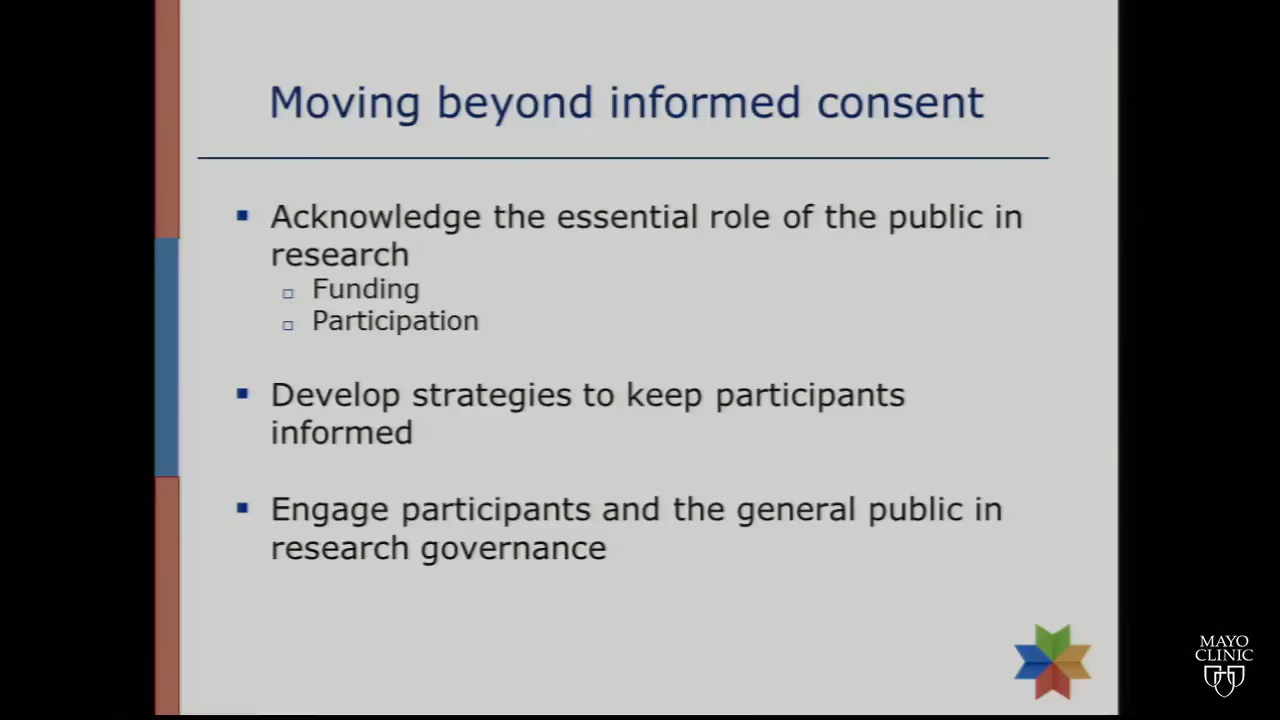 Moving beyond informed consent
Acknowledge the essential role of the public in
research
Funding
Participation
Develop strategies to keep participants
informed
Engage participants and the general public in
research governance
MAYO
CLINIC